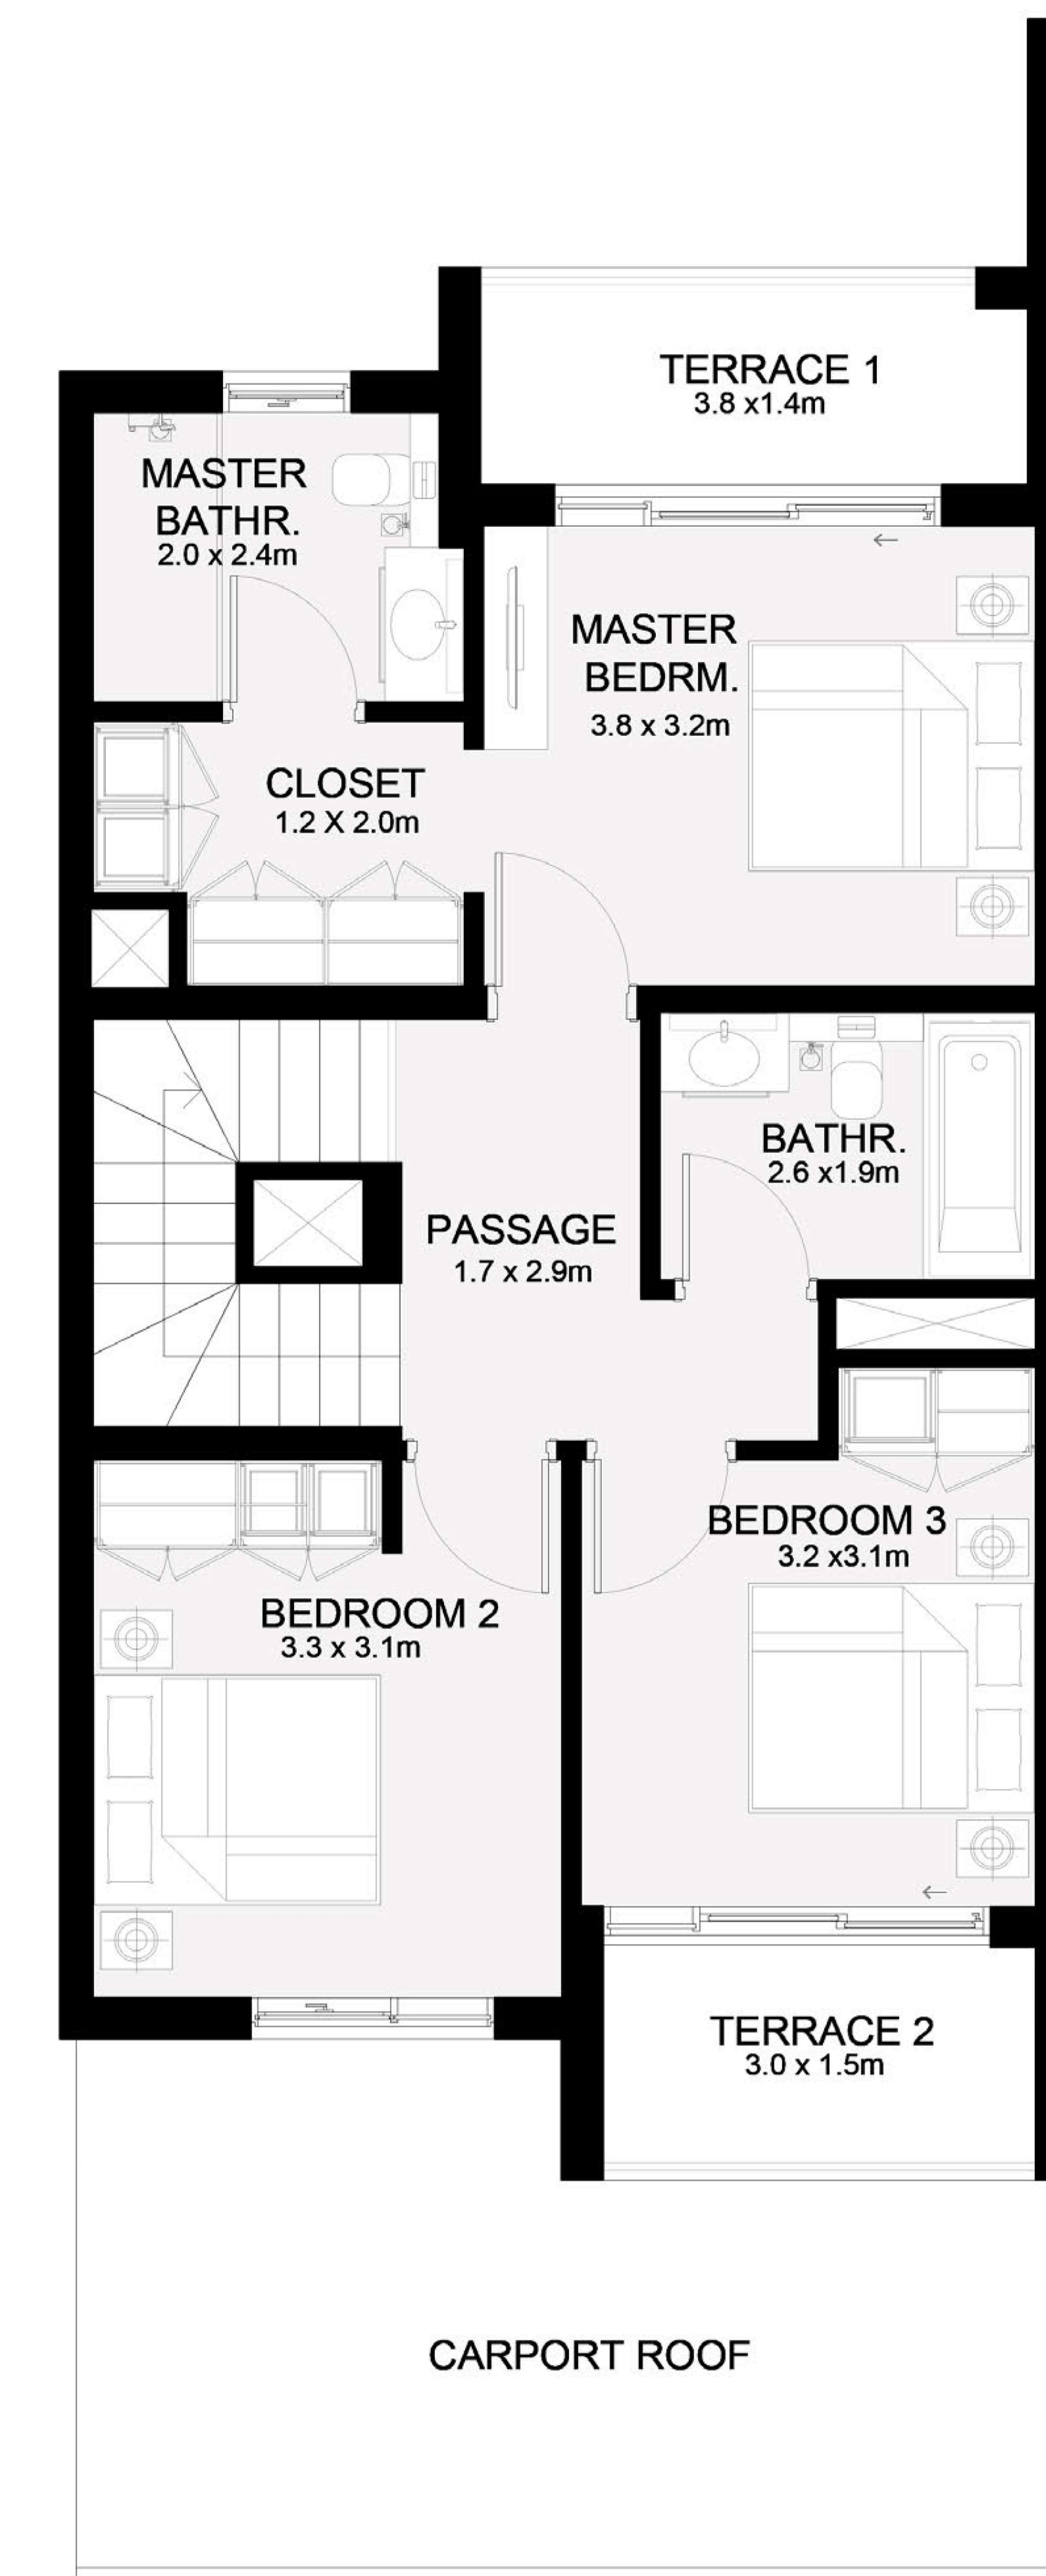 TERRACE 1
3.8 x1.4m
MASTER
BATHR.
2.0 x 2.4m
MASTER
BEDRM.
3.8 x 3.2m
CLOSET
1.2 X 2.0m
BATHR.
2.6 x1.9m
PASSAGE
1.7 x 2.9m
BEDROOM 3
3.2 x3.1m
BEDROOM 2
3.3 x 3.1m
TERRACE 2
3.0 x 1.5m
CARPORT ROOF